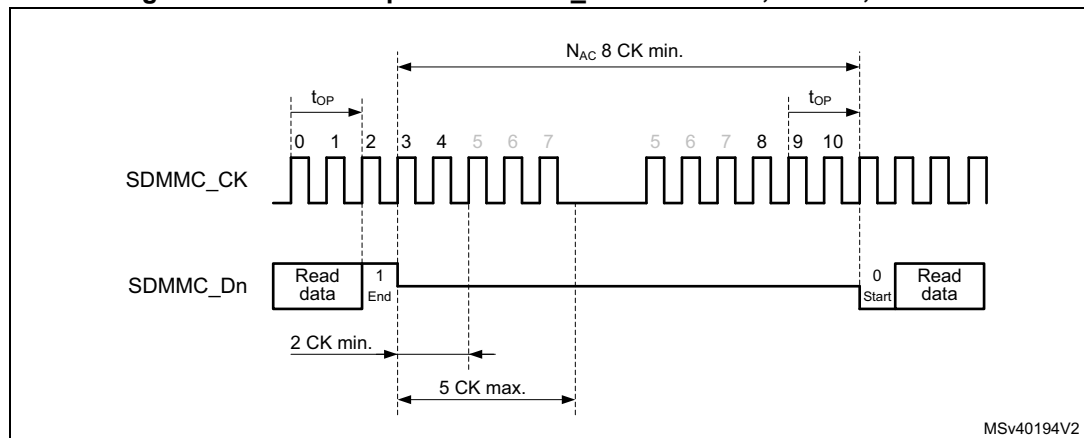 N_AC 8 CK min.
t_OP t_OP
0 1 2 3 4 5 6 7 5 6 7 8 9 10
SDMMC_CK
SDMMC_Dn
Read data
1 End
0 Start
Read data
2 CK min.
5 CK max.
MSv40194V2